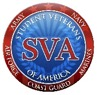 STUDENT VETERANS
SVA
OF AMERICA
ARMY
NAVY
AIR FORCE
MARINES
COAST GUARD